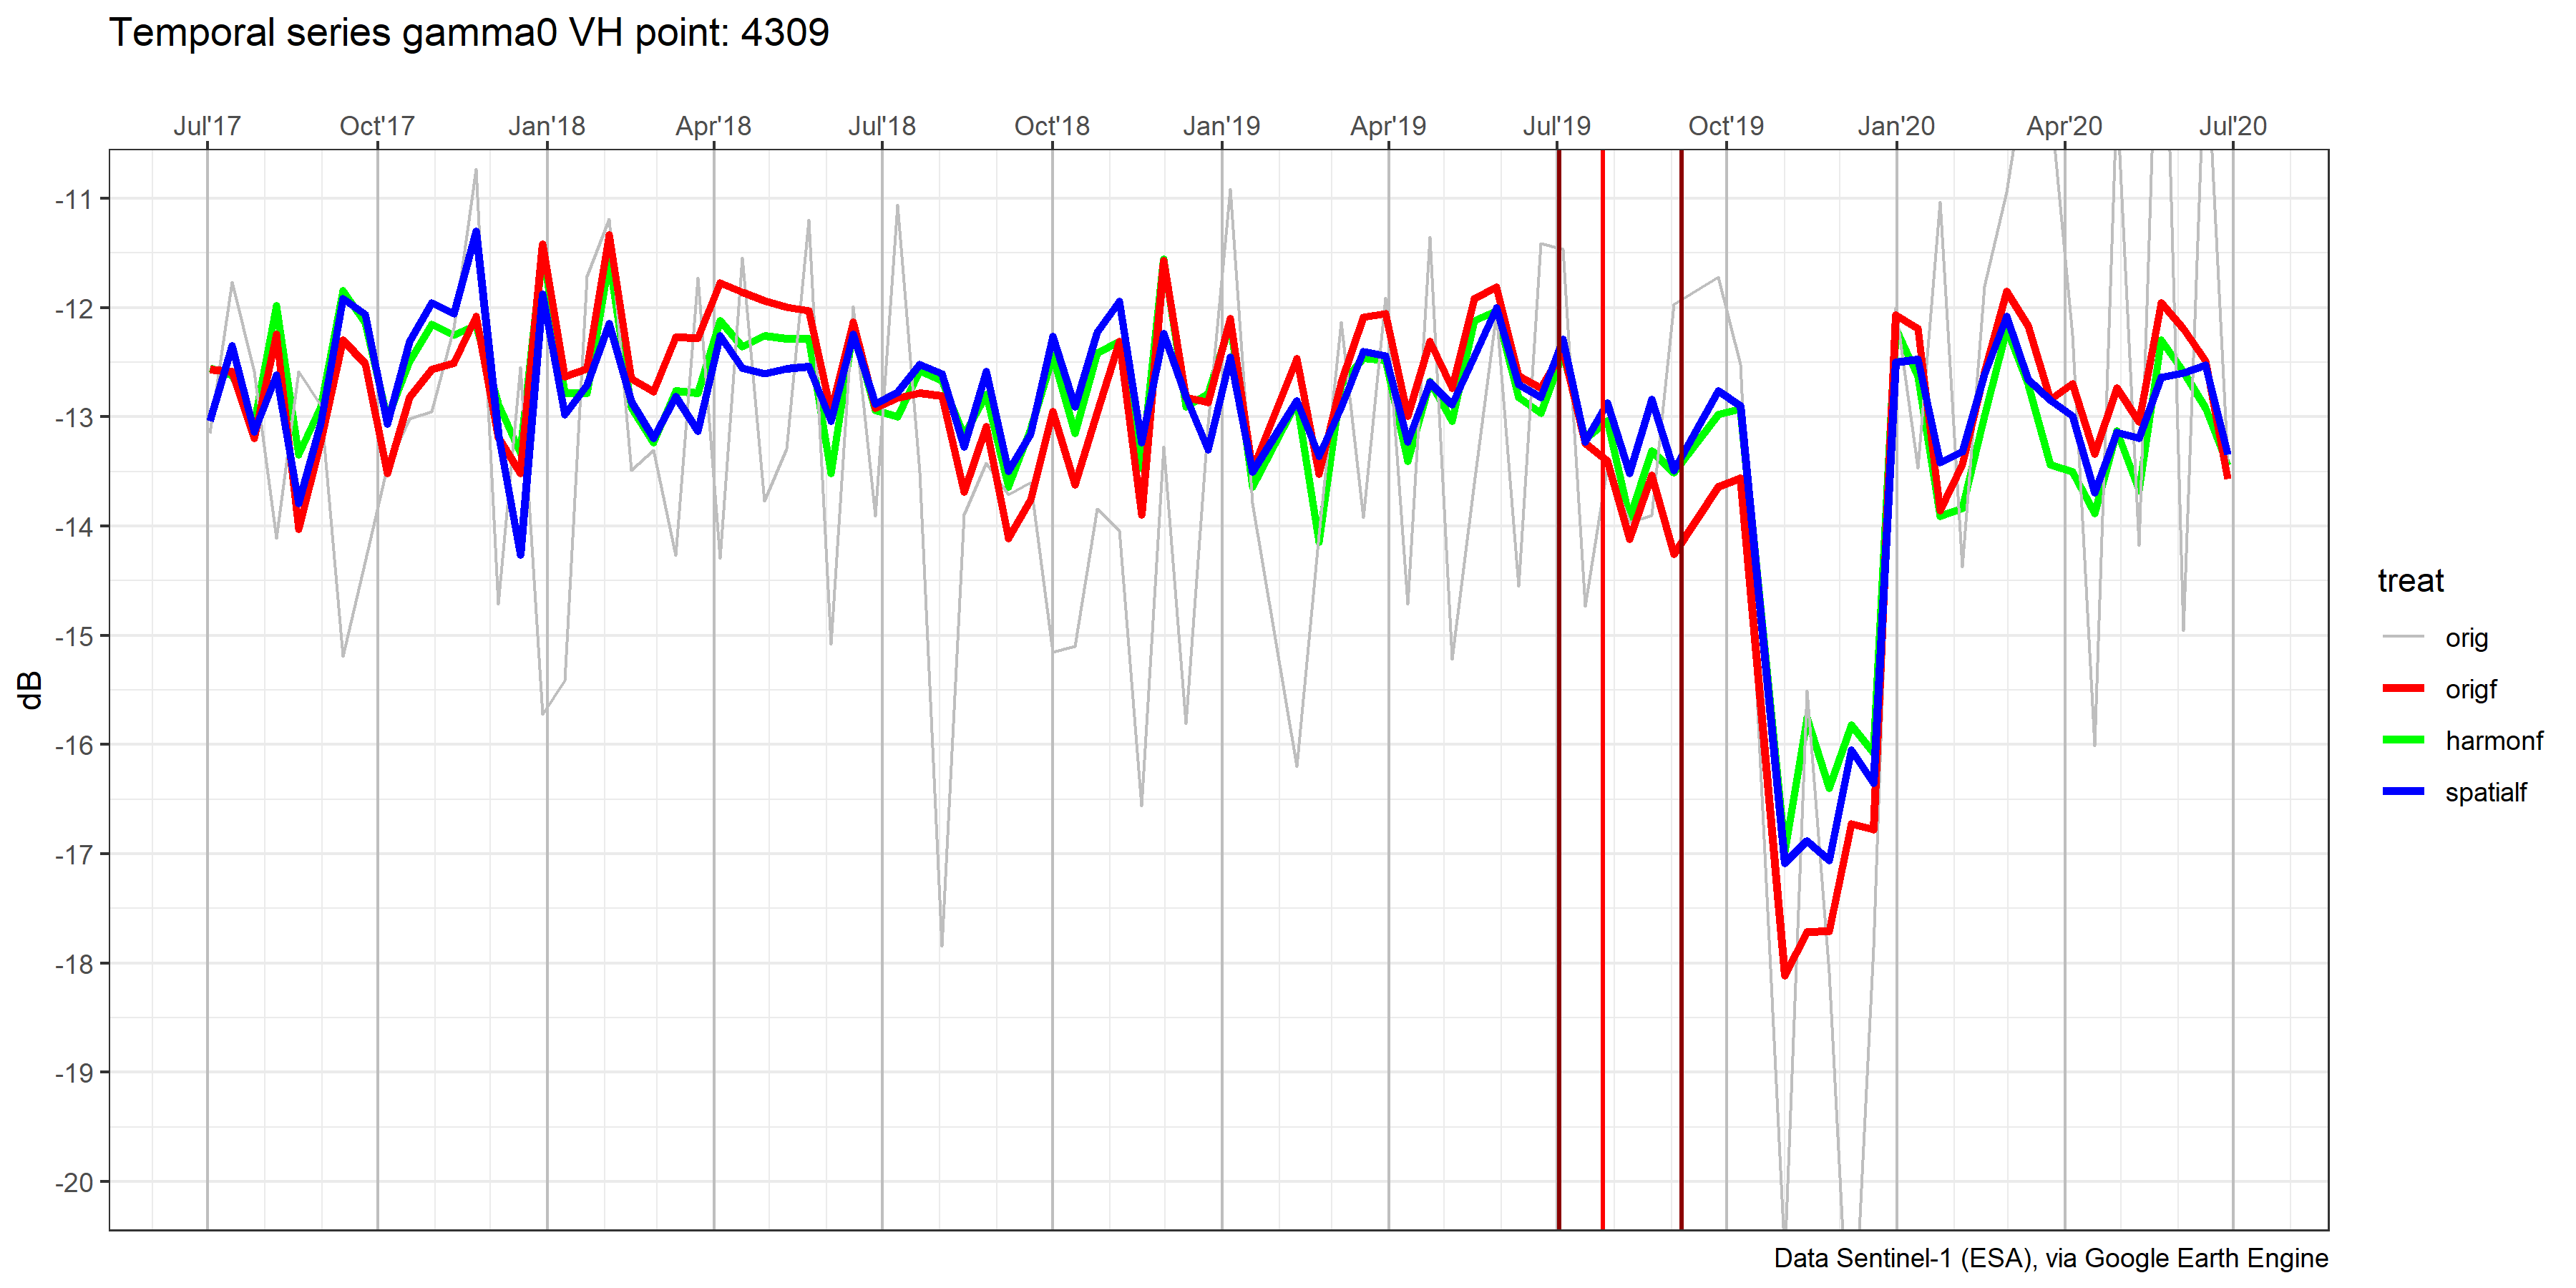 Temporal series gamma0 VH point: 4309
Jul'17 Oct'17 Jan'18 Apr'18 Jul'18 Oct'18 Jan'19 Apr'19 Jul'19 Oct'19 Jan'20 Apr'20 Jul'20
-11
-12
-13
-14
-15
-16
-17
-18
-19
-20
dB
treat
orig
origf
harmonf
spatialf
Data Sentinel-1 (ESA), via Google Earth Engine